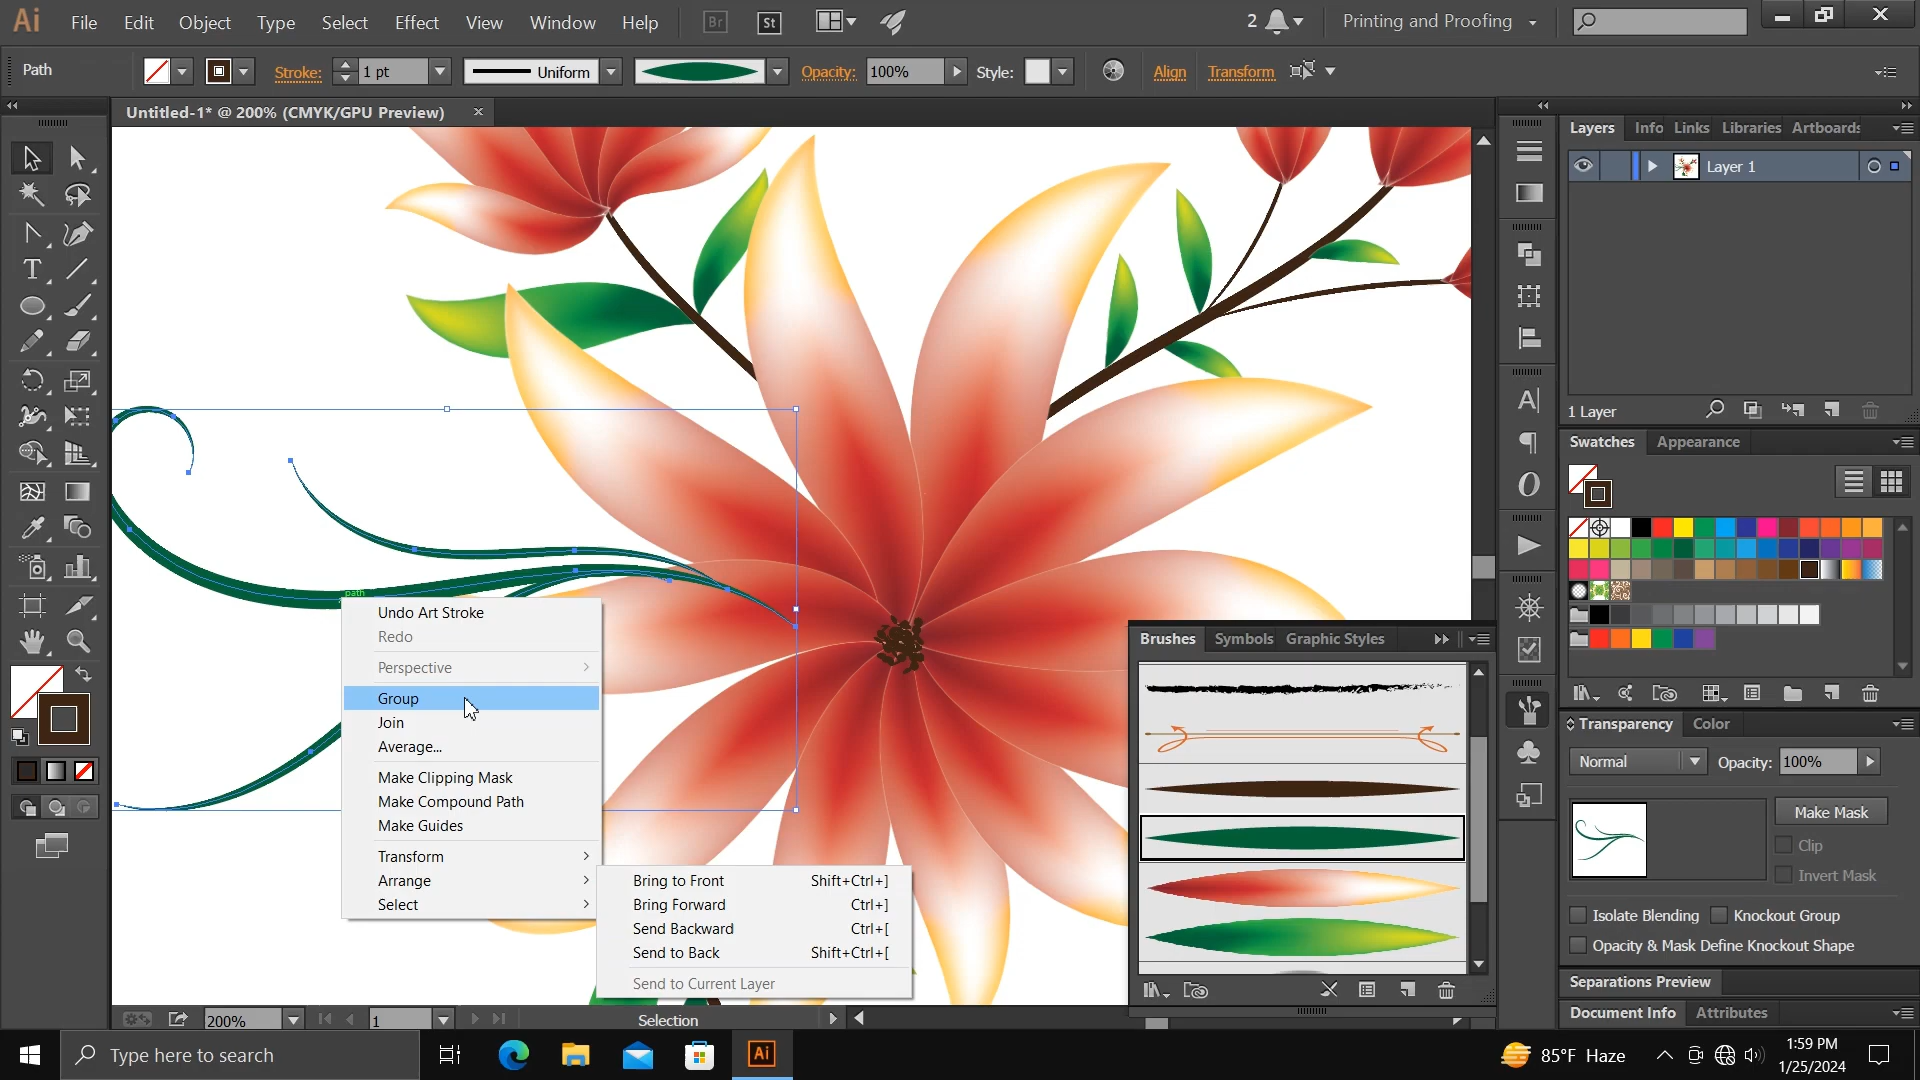 Ai File Edit Object Type Select Effect View Window Help Br St 2 Printing and Proofing
Path Stroke: 1 pt Uniform Opacity: 100% Style: Align Transform
Untitled-1* @ 200% (CMYK/GPU Preview)
Layers Info Links Libraries Artboards
Layer 1
1 Layer
Swatches Appearance
path
Undo Art Stroke
Redo
Perspective
Group
Join
Average...
Make Clipping Mask
Make Compound Path
Make Guides
Transform
Arrange
Select
Bring to Front Shift+Ctrl+]
Bring Forward Ctrl+]
Send Backward Ctrl+[
Send to Back Shift+Ctrl+[
Send to Current Layer
Brushes Symbols Graphic Styles
Transparency Color
Normal Opacity: 100%
Make Mask
Clip
Invert Mask
Isolate Blending Knockout Group
Opacity & Mask Define Knockout Shape
Separations Preview
Document Info Attributes
200% 1 Selection
Type here to search
Ai
85°F Haze
1:59 PM
1/25/2024